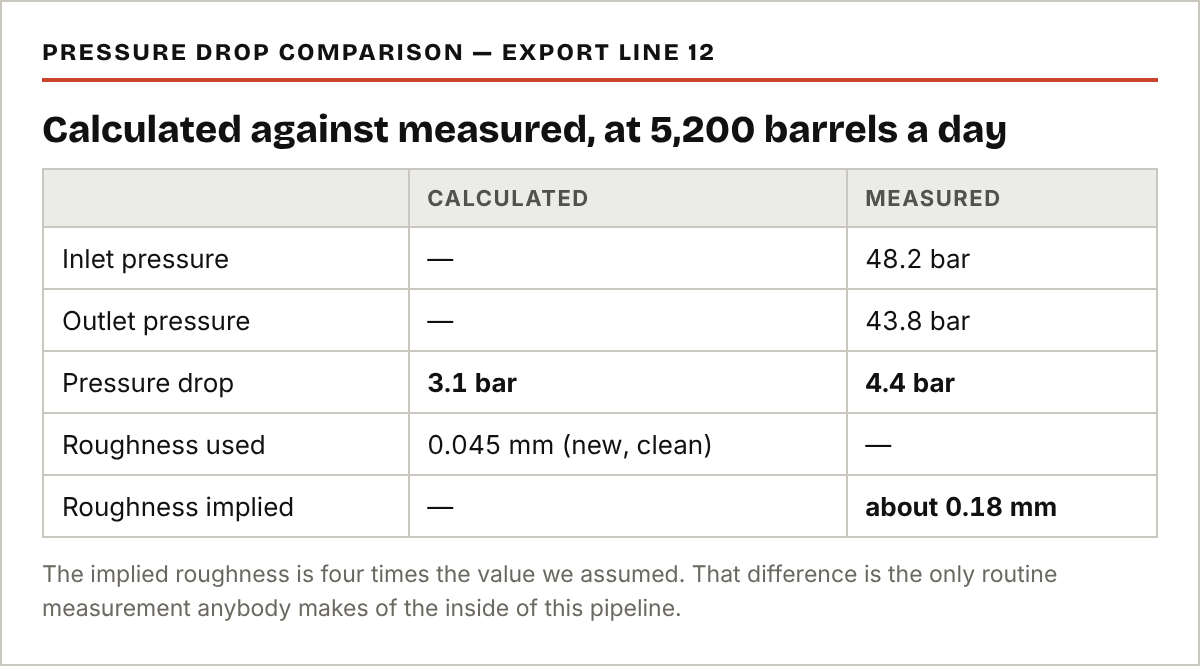 PRESSURE DROP COMPARISON — EXPORT LINE 12
Calculated against measured, at 5,200 barrels a day
CALCULATED MEASURED
Inlet pressure — 48.2 bar
Outlet pressure — 43.8 bar
Pressure drop 3.1 bar 4.4 bar
Roughness used 0.045 mm (new, clean) —
Roughness implied — about 0.18 mm
The implied roughness is four times the value we assumed. That difference is the only routine
measurement anybody makes of the inside of this pipeline.